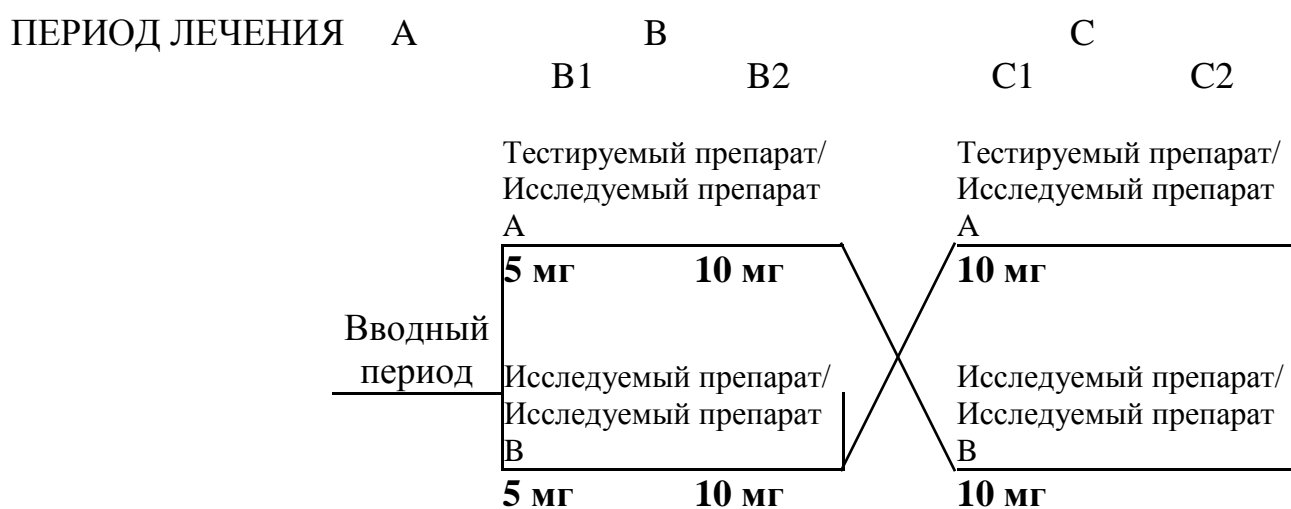 ПЕРИОД ЛЕЧЕНИЯ А В С
В1 В2 С1 С2
Тестируемый препарат/ Тестируемый препарат/
Исследуемый препарат Исследуемый препарат
А А
5 мг 10 мг 10 мг
Вводный
период
Исследуемый препарат/ Исследуемый препарат/
Исследуемый препарат Исследуемый препарат
В В
5 мг 10 мг 10 мг